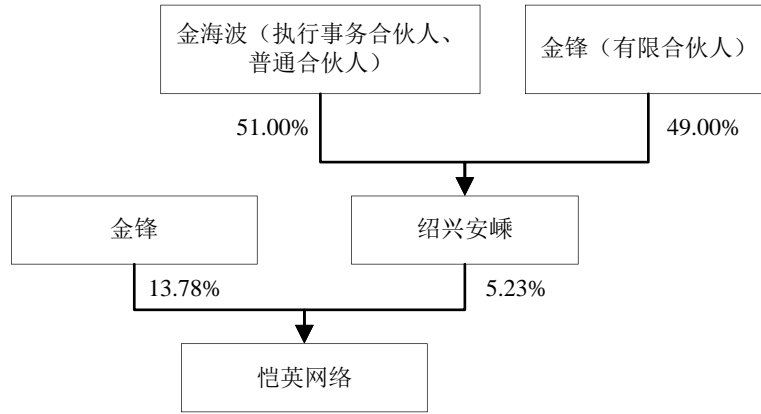 金海波（执行事务合伙人、
普通合伙人）
金锋（有限合伙人）
51.00%
49.00%
金锋
绍兴安嵊
13.78%
5.23%
恺英网络